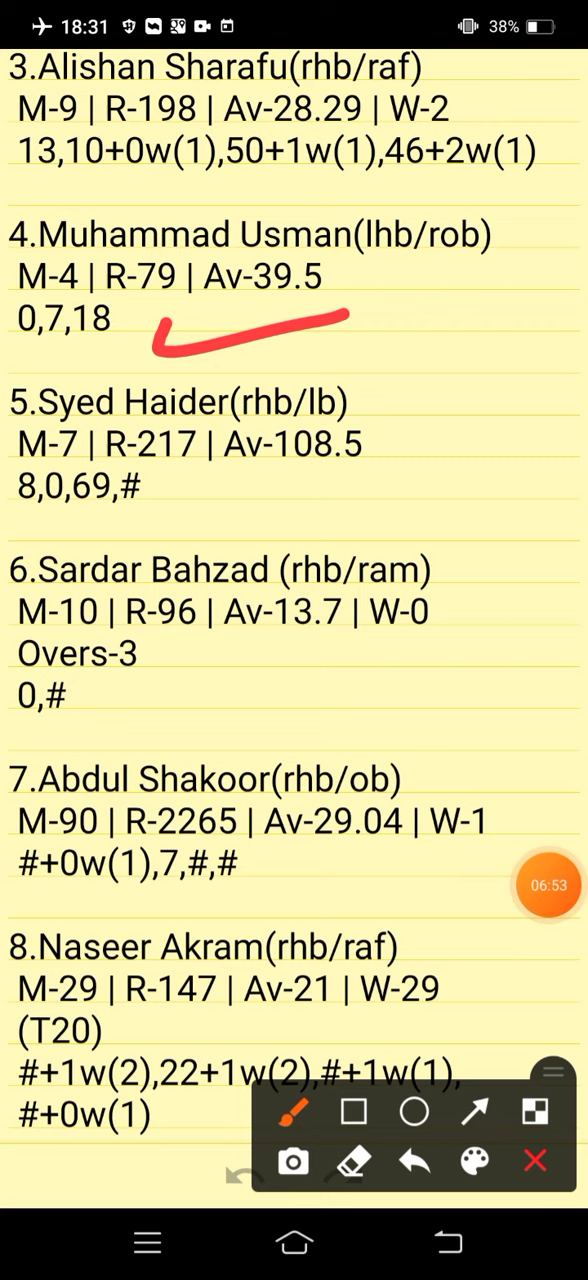 18:31
38%
3.Alishan Sharafu(rhb/raf)
M-9 | R-198 | Av-28.29 | W-2
13,10+0w(1),50+1w(1),46+2w(1)
4.Muhammad Usman(lhb/rob)
M-4 | R-79 | Av-39.5
0,7,18
5.Syed Haider(rhb/lb)
M-7 | R-217 | Av-108.5
8,0,69,#
6.Sardar Bahzad (rhb/ram)
M-10 | R-96 | Av-13.7 | W-0
Overs-3
0,#
7.Abdul Shakoor(rhb/ob)
M-90 | R-2265 | Av-29.04 | W-1
#+0w(1),7,#,#
06:53
8.Naseer Akram(rhb/raf)
M-29 | R-147 | Av-21 | W-29
(T20)
#+1w(2),22+1w(2),#+1w(1),
#+0w(1)